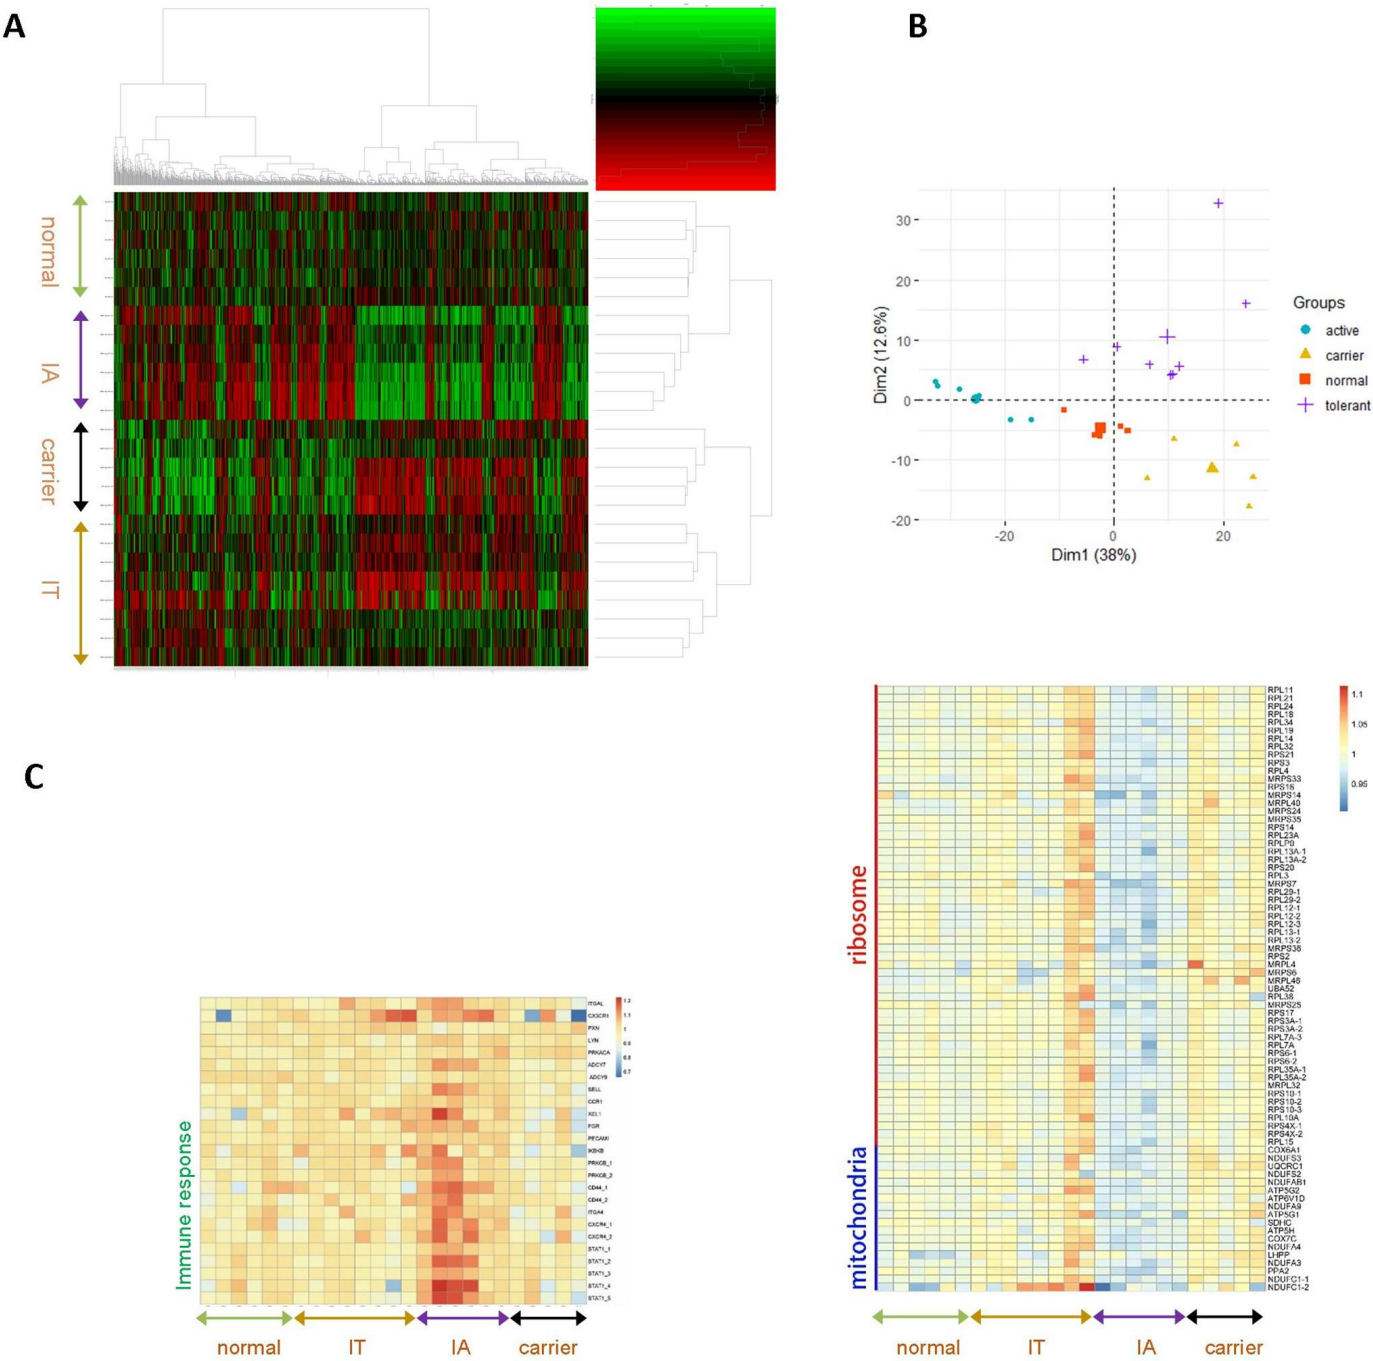 A
B
normal
IA
carrier
IT
30
20
10
0
-10
-20
-20
0
20
Dim2 (12.6%)
Dim1 (38%)
Groups
active
carrier
normal
tolerant
C
RPL11
RPL21
RPL24
RPL18
RPL34
RPL19
RPL14
RPL32
RPS21
RPS3
RPL4
MRPS33
RPS16
MRPS14
MRPL40
MRPS24
MRPS35
RPS14
RPL23A
RPLP0
RPL13A-1
RPL13A-2
RPS20
RPL3
MRPS7
RPL29-1
RPL29-2
RPL12-1
RPL12-2
RPL12-3
RPL13-1
RPL13-2
MRPS36
RPS2
MRPL4
MRPS6
MRPL46
UBA52
RPL38
MRPS25
RPS17
RPS3A-1
RPS3A-2
RPL7A-3
RPL7A
RPS6-1
RPS6-2
RPL35A-1
RPL35A-2
MRPL32
RPS10-1
RPS10-2
RPS10-3
RPL10A
RPS4X-1
RPS4X-2
RPL15
COX6A1
NDUFS3
UQCRC1
NDUFS2
NDUFAB1
ATP5G2
ATP6V1D
NDUFA9
ATP5G1
SDHC
ATP5H
COX7C
NDUFA4
LHPP
NDUFA3
PPA2
NDUFC1-1
NDUFC1-2
1.1
1.05
1
0.95
ribosome
mitochondria
normal
IT
IA
carrier
Immune response
ITGAL
CX3CR1
PXN
LYN
PRKACA
ADCY7
ADCY9
SELL
CCR1
XCL1
FGR
PECAM1
IKBKB
PRKCB_1
PRKCB_2
CD44_1
CD44_2
ITGA4
CXCR4_1
CXCR4_2
STAT1_1
STAT1_2
STAT1_3
STAT1_4
STAT1_5
1.2
1.1
1
0.9
0.8
0.7
normal
IT
IA
carrier